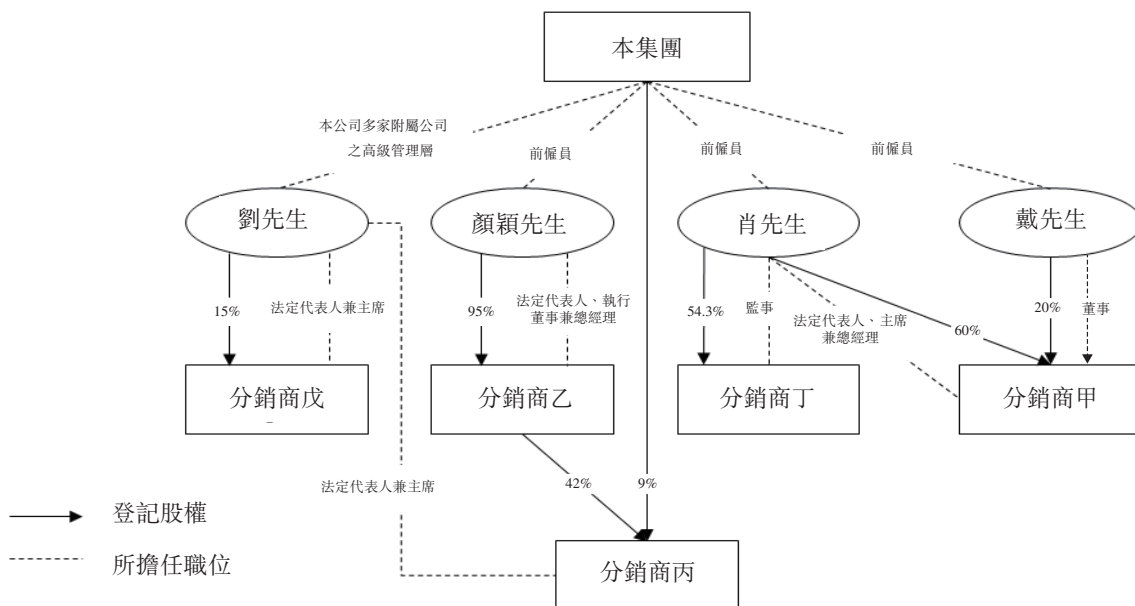 本集團
本公司多家附屬公司
之高級管理層
前僱員
前僱員
前僱員
劉先生
顏穎先生
肖先生
戴先生
15%
法定代表人兼主席
95%
法定代表人、執行
董事兼總經理
54.3%
監事
法定代表人、主席
兼總經理
60%
20%
董事
分銷商戊
分銷商乙
分銷商丁
分銷商甲
法定代表人兼主席
42%
9%
登記股權
所擔任職位
分銷商丙